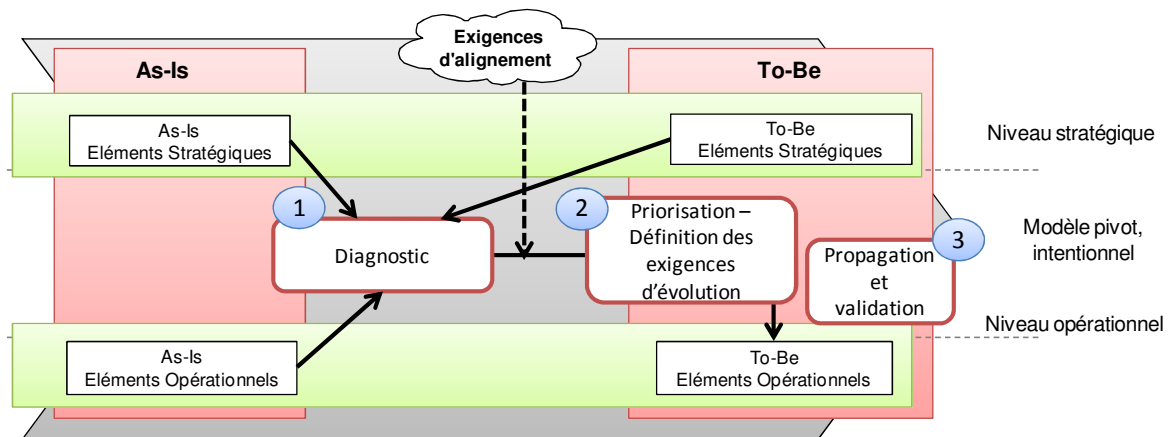 Exigences
d'alignement
As-Is
To-Be
As-Is
Eléments Stratégiques
To-Be
Eléments Stratégiques
Niveau stratégique
1
Diagnostic
2
Priorisation –
Définition des
exigences
d’évolution
3
Propagation
et
validation
Modèle pivot,
intentionnel
Niveau opérationnel
As-Is
Eléments Opérationnels
To-Be
Eléments Opérationnels